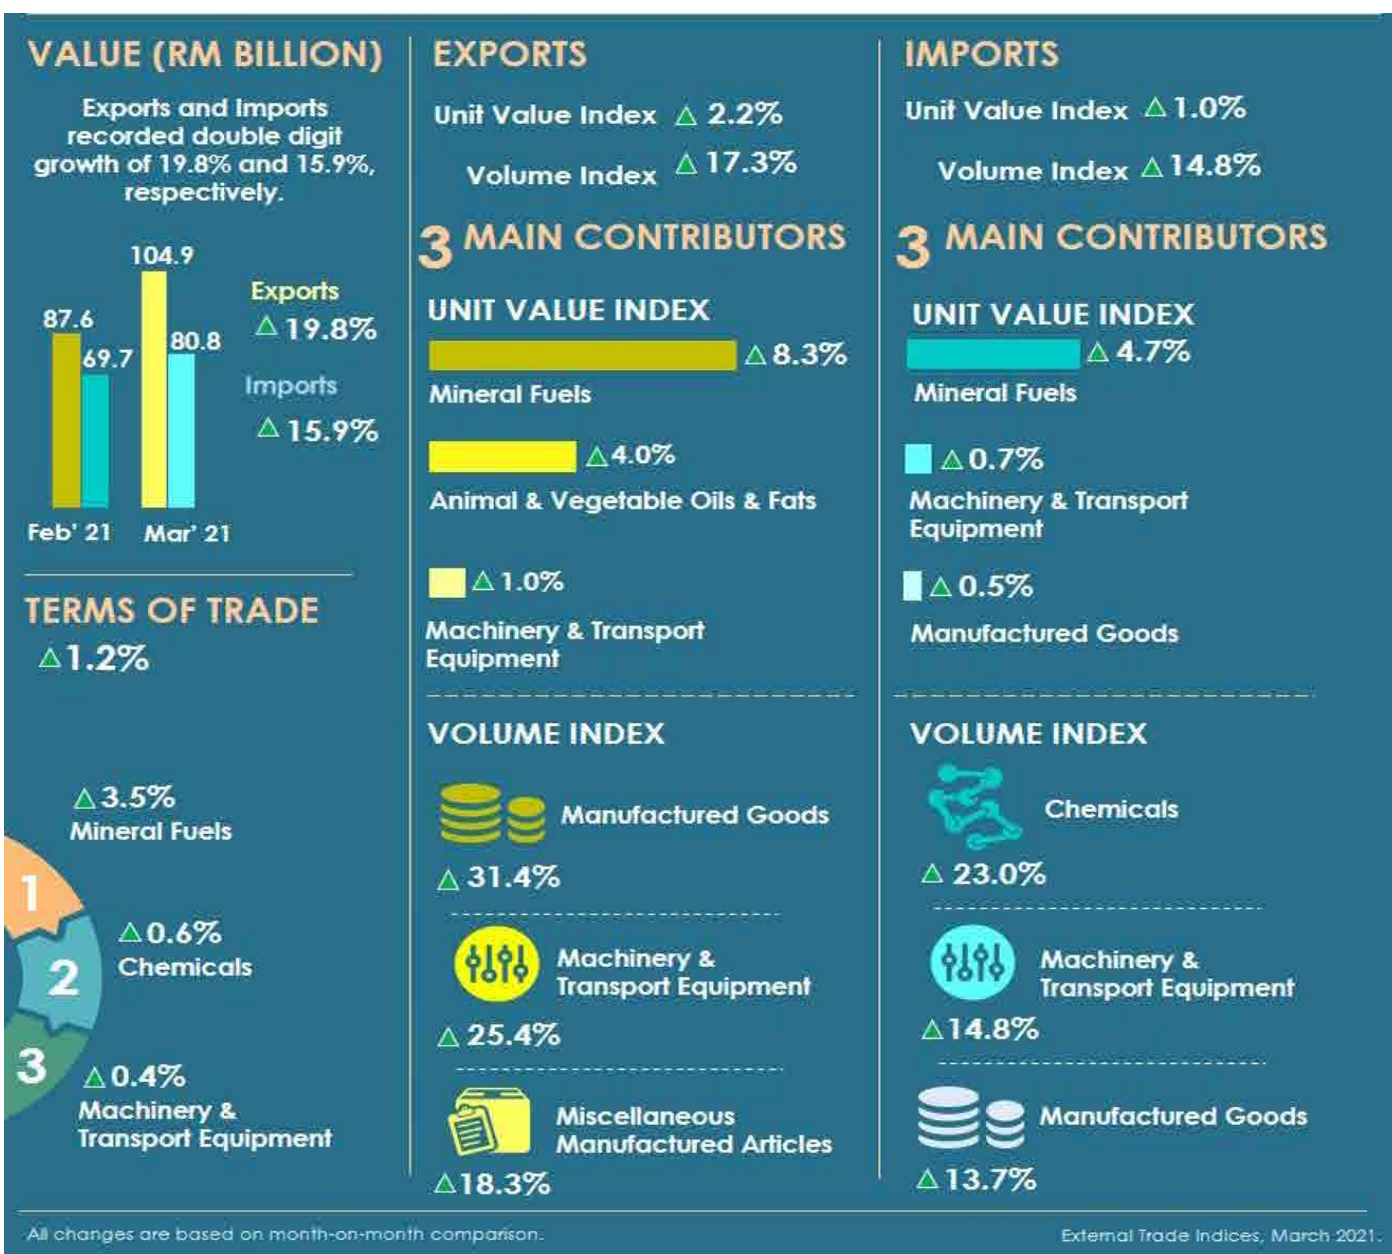 VALUE (RM BILLION)
Exports and Imports
recorded double digit
growth of 19.8% and 15.9%,
respectively.
104.9
87.6
80.8
69.7
Exports
19.8%
Imports
15.9%
Feb' 21
Mar' 21
TERMS OF TRADE
1.2%
3.5%
Mineral Fuels
1
0.6%
Chemicals
2
3
0.4%
Machinery &
Transport Equipment
EXPORTS
Unit Value Index 2.2%
Volume Index 17.3%
3 MAIN CONTRIBUTORS
UNIT VALUE INDEX
8.3%
Mineral Fuels
4.0%
Animal & Vegetable Oils & Fats
1.0%
Machinery & Transport
Equipment
VOLUME INDEX
Manufactured Goods
31.4%
Machinery &
Transport Equipment
25.4%
Miscellaneous
Manufactured Articles
18.3%
IMPORTS
Unit Value Index 1.0%
Volume Index 14.8%
3 MAIN CONTRIBUTORS
UNIT VALUE INDEX
4.7%
Mineral Fuels
0.7%
Machinery & Transport
Equipment
0.5%
Manufactured Goods
VOLUME INDEX
Chemicals
23.0%
Machinery &
Transport Equipment
14.8%
Manufactured Goods
13.7%
All changes are based on month-on-month comparison.
External Trade Indices, March 2021.